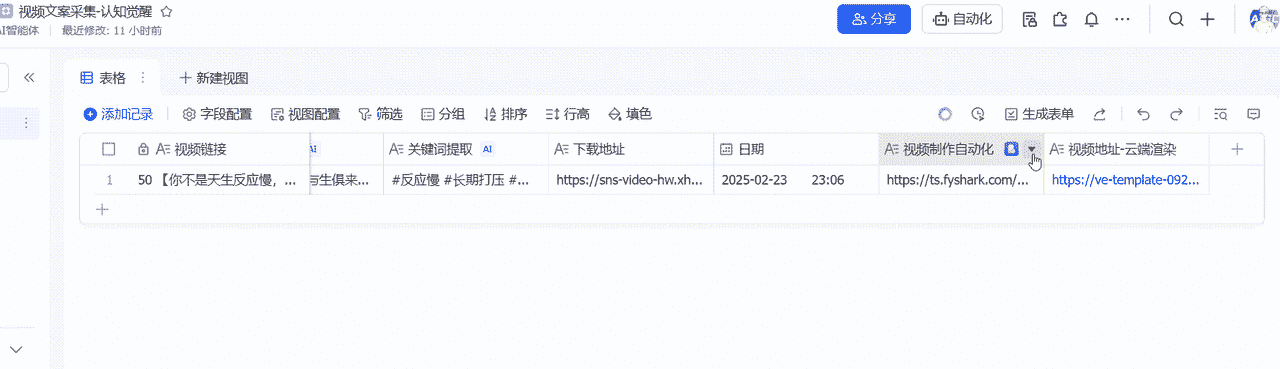 视频文案采集-认知觉醒
AI智能体 最近修改: 11 小时前
分享 自动化
表格 新建视图
添加记录 字段配置 视图配置 筛选 分组 排序 行高 填色 生成表单
视频链接 AI 关键词提取 AI 下载地址 日期 视频制作自动化 视频地址-云端渲染
1 50 【你不是天生反应慢，... 与生俱来... #反应慢 #长期打压 #... https://sns-video-hw.xh... 2025-02-23 23:06 https://ts.fyshark.com/... https://ve-template-092...